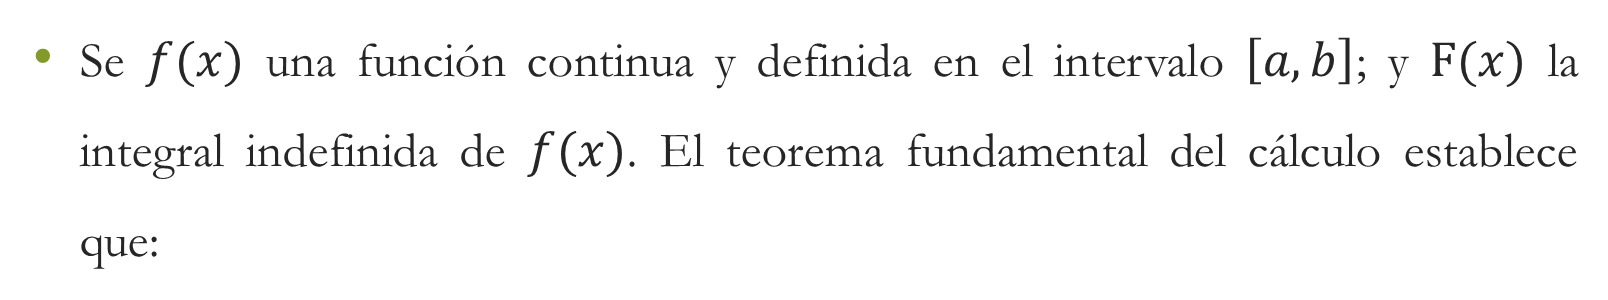 • Se f(x) una función continua y definida en el intervalo [a, b]; y F(x) la
integral indefinida de f(x). El teorema fundamental del cálculo establece
que: